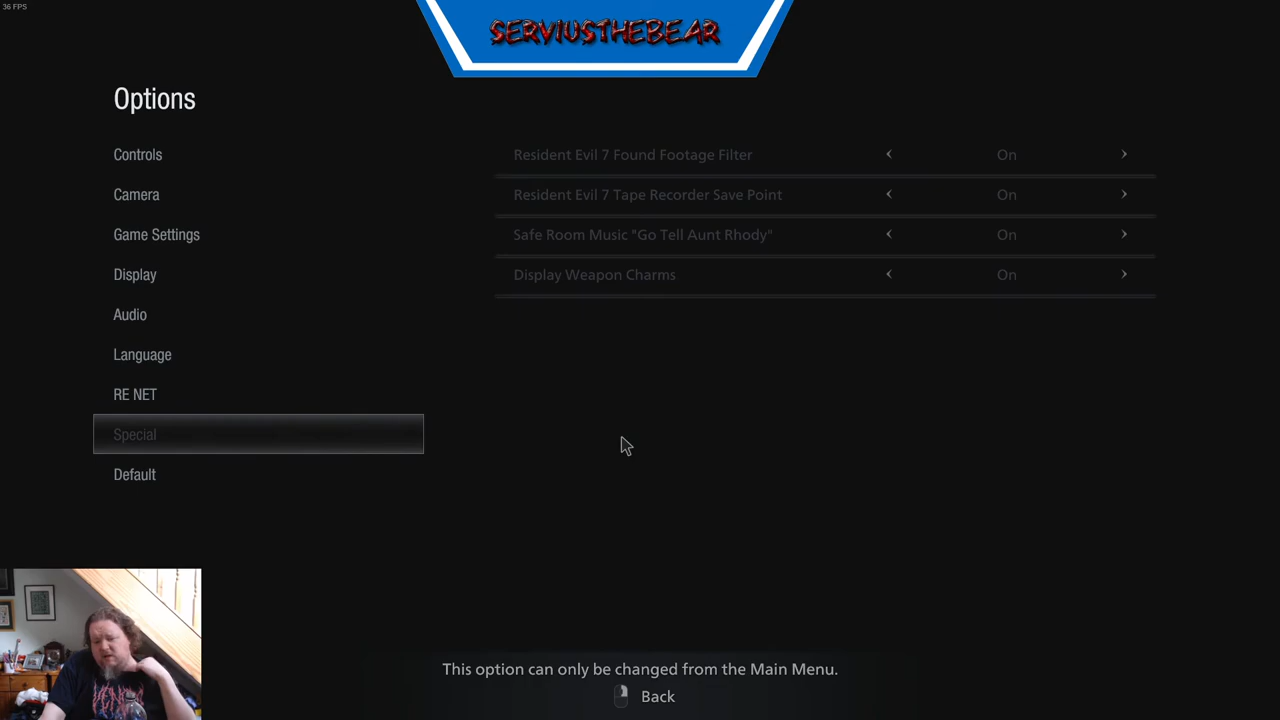 36 FPS
SERVIUSTHEBEAR
Options
Controls
Camera
Game Settings
Display
Audio
Language
RE NET
Special
Default
Resident Evil 7 Found Footage Filter On
Resident Evil 7 Tape Recorder Save Point On
Safe Room Music "Go Tell Aunt Rhody" On
Display Weapon Charms On
This option can only be changed from the Main Menu.
Back